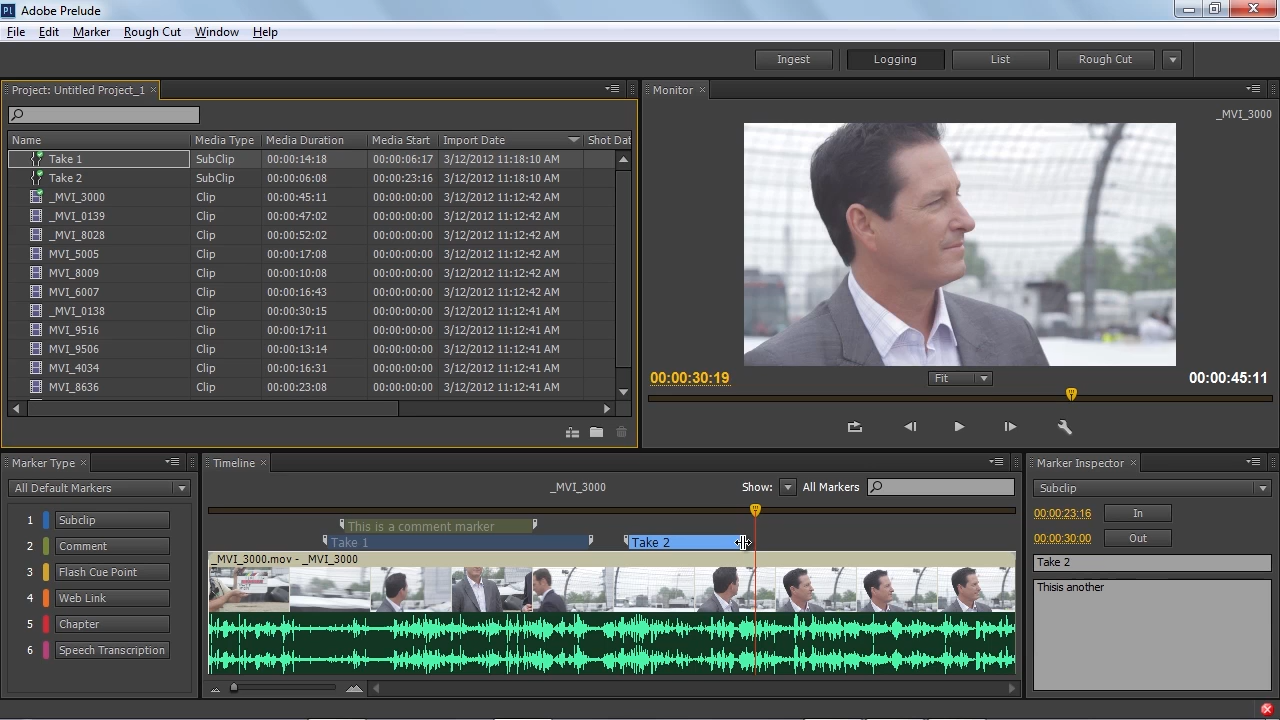 Pl Adobe Prelude
File Edit Marker Rough Cut Window Help
Ingest Logging List Rough Cut
Project: Untitled Project_1
Name Media Type Media Duration Media Start Import Date Shot Dat
Take 1 SubClip 00:00:14:18 00:00:06:17 3/12/2012 11:18:10 AM
Take 2 SubClip 00:00:06:08 00:00:23:16 3/12/2012 11:18:10 AM
_MVI_3000 Clip 00:00:45:11 00:00:00:00 3/12/2012 11:12:42 AM
_MVI_0139 Clip 00:00:47:02 00:00:00:00 3/12/2012 11:12:42 AM
_MVI_8028 Clip 00:00:52:02 00:00:00:00 3/12/2012 11:12:42 AM
MVI_5005 Clip 00:00:17:08 00:00:00:00 3/12/2012 11:12:42 AM
MVI_8009 Clip 00:00:10:08 00:00:00:00 3/12/2012 11:12:42 AM
MVI_6007 Clip 00:00:16:43 00:00:00:00 3/12/2012 11:12:42 AM
_MVI_0138 Clip 00:00:30:15 00:00:00:00 3/12/2012 11:12:41 AM
MVI_9516 Clip 00:00:17:11 00:00:00:00 3/12/2012 11:12:41 AM
MVI_9506 Clip 00:00:13:14 00:00:00:00 3/12/2012 11:12:41 AM
MVI_4034 Clip 00:00:16:31 00:00:00:00 3/12/2012 11:12:41 AM
MVI_8636 Clip 00:00:23:08 00:00:00:00 3/12/2012 11:12:41 AM
Monitor
_MVI_3000
00:00:30:19 Fit 00:00:45:11
Marker Type
All Default Markers
1 Subclip
2 Comment
3 Flash Cue Point
4 Web Link
5 Chapter
6 Speech Transcription
Timeline
_MVI_3000 Show: All Markers
This is a comment marker
Take 1 Take 2
_MVI_3000.mov - _MVI_3000
Marker Inspector
Subclip
00:00:23:16 In
00:00:30:00 Out
Take 2
Thisis another